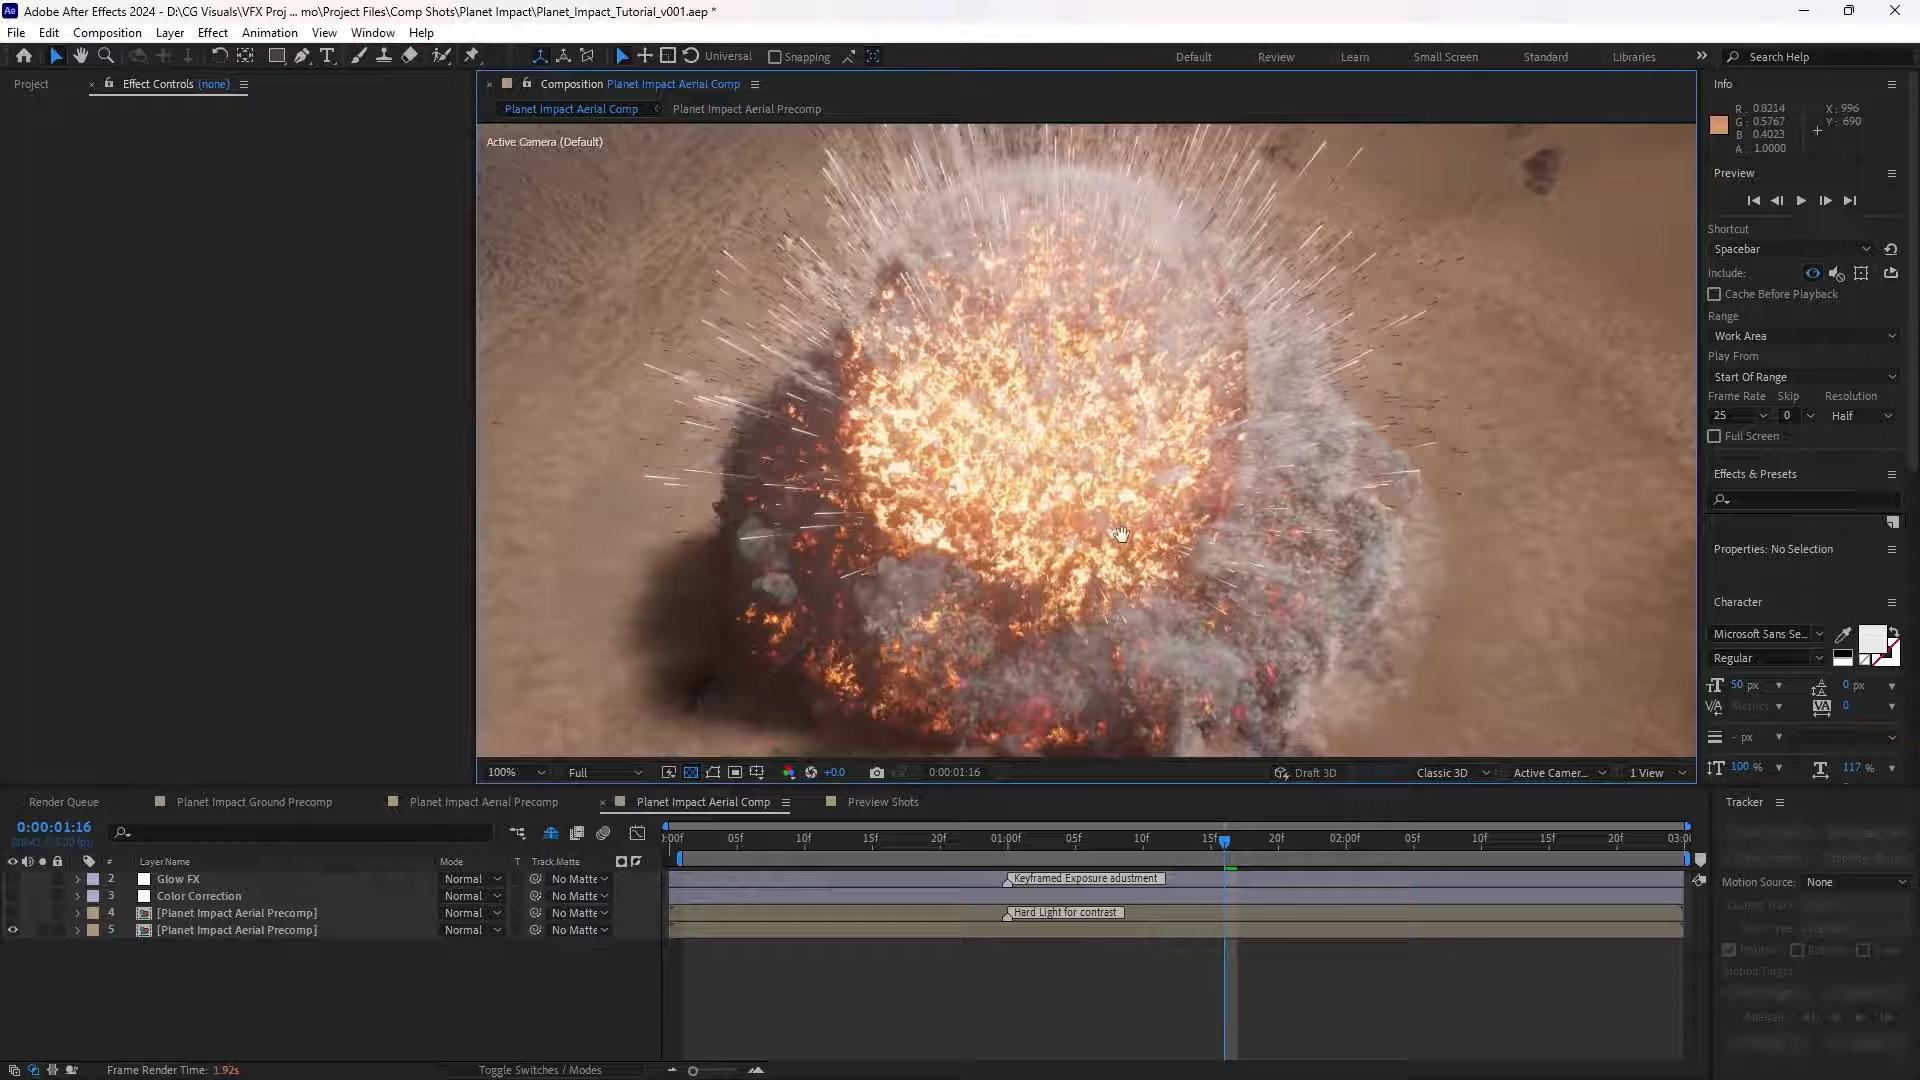 Adobe After Effects 2024 - D:\CG Visuals\VFX Proj ... mo\Project Files\Comp Shots\Planet Impact\Planet_Impact_Tutorial_v001.aep *
File Edit Composition Layer Effect Animation View Window Help
Universal Snapping Default Review Learn Small Screen Standard Libraries Search Help
Project Effect Controls (none) Composition Planet Impact Aerial Comp Info
Planet Impact Aerial Comp Planet Impact Aerial Precomp
Active Camera (Default)
R: 0.8214 X: 996
G: 0.5767 Y: 690
B: 0.4023
A: 1.0000
Preview
Shortcut
Spacebar
Include:
Cache Before Playback
Range
Work Area
Play From
Start Of Range
Frame Rate Skip Resolution
25 0 Half
Full Screen
Effects & Presets
Properties: No Selection
Character
Microsoft Sans Se...
Regular
50 px 0 px
Metrics 0
- px
100 % 117 %
100% Full +0.0 0:00:01:16 Draft 3D Classic 3D Active Camer... 1 View
Render Queue Planet Impact Ground Precomp Planet Impact Aerial Precomp Planet Impact Aerial Comp Preview Shots
Tracker
0:00:01:16
:00f 05f 10f 15f 20f 01:00f 05f 10f 15f 20f 02:00f 05f 10f 15f 20f 03:0
# Layer Name Mode T Track Matte
2 Glow FX Normal No Matte
Keyframed Exposure adustment
3 Color Correction Normal No Matte
4 [Planet Impact Aerial Precomp] Normal No Matte
Hard Light for contrast
5 [Planet Impact Aerial Precomp] Normal No Matte
Motion Source: None
Motion Target
Frame Render Time: 1.92s Toggle Switches / Modes